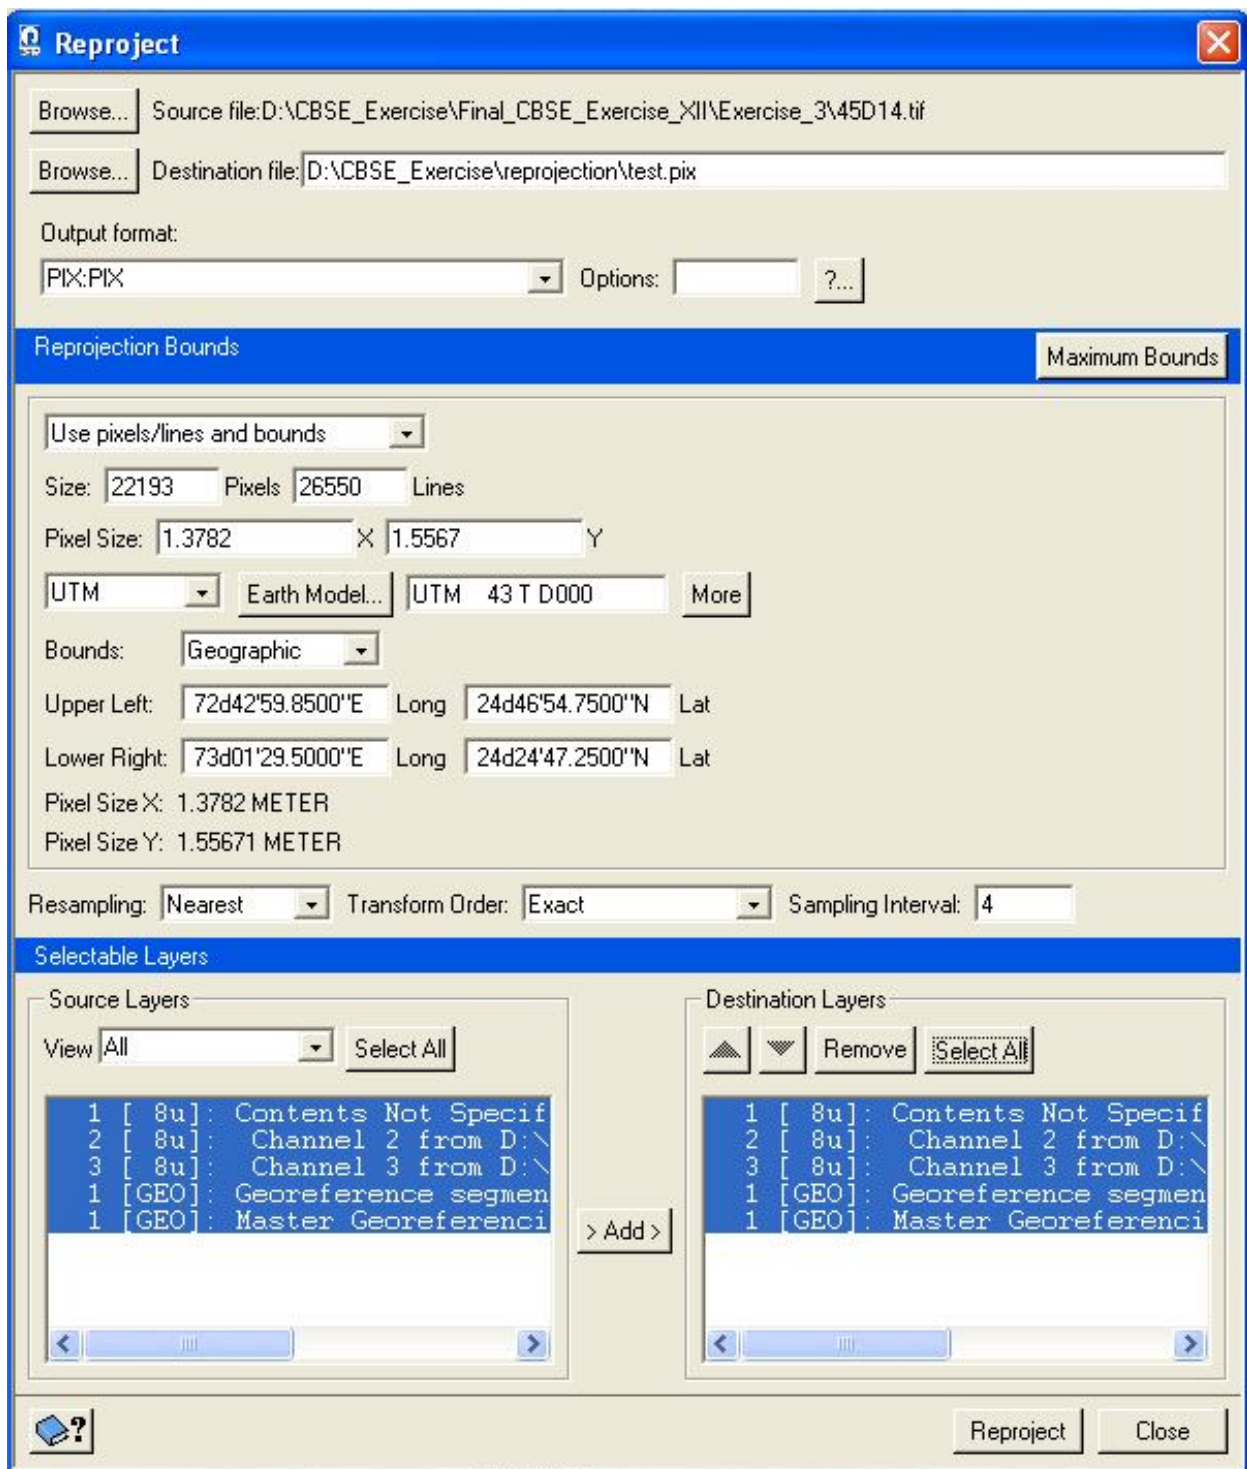 Reproject
Browse... Source file:D:\CBSE_Exercise\Final_CBSE_Exercise_XII\Exercise_3\45D14.tif
Browse... Destination file: D:\CBSE_Exercise\reprojection\test.pix
Output format:
PIX:PIX Options: ?...
Reprojection Bounds Maximum Bounds
Use pixels/lines and bounds
Size: 22193 Pixels 26550 Lines
Pixel Size: 1.3782 X 1.5567 Y
UTM Earth Model... UTM 43 T D000 More
Bounds: Geographic
Upper Left: 72d42'59.8500"E Long 24d46'54.7500"N Lat
Lower Right: 73d01'29.5000"E Long 24d24'47.2500"N Lat
Pixel Size X: 1.3782 METER
Pixel Size Y: 1.55671 METER
Resampling: Nearest Transform Order: Exact Sampling Interval: 4
Selectable Layers
Source Layers
View All Select All
1 [ 8u]: Contents Not Specif
2 [ 8u]: Channel 2 from D:\
3 [ 8u]: Channel 3 from D:\
1 [GEO]: Georeference segmen
1 [GEO]: Master Georeferenci
> Add >
Destination Layers
Remove Select All
1 [ 8u]: Contents Not Specif
2 [ 8u]: Channel 2 from D:\
3 [ 8u]: Channel 3 from D:\
1 [GEO]: Georeference segmen
1 [GEO]: Master Georeferenci
? Reproject Close